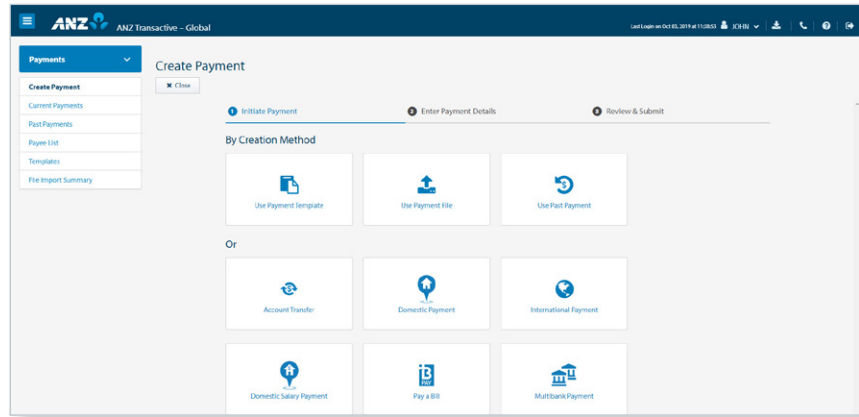 ANZ ANZ Transactive – Global
Last Login on Oct 03, 2019 at 11:38:53 JOHN
Payments
Create Payment
Current Payments
Past Payments
Payee List
Templates
File Import Summary
Create Payment
Close
1 Initiate Payment 2 Enter Payment Details 3 Review & Submit
By Creation Method
Use Payment Template Use Payment File Use Past Payment
Or
Account Transfer Domestic Payment International Payment
B PAY
Domestic Salary Payment Pay a Bill Multibank Payment